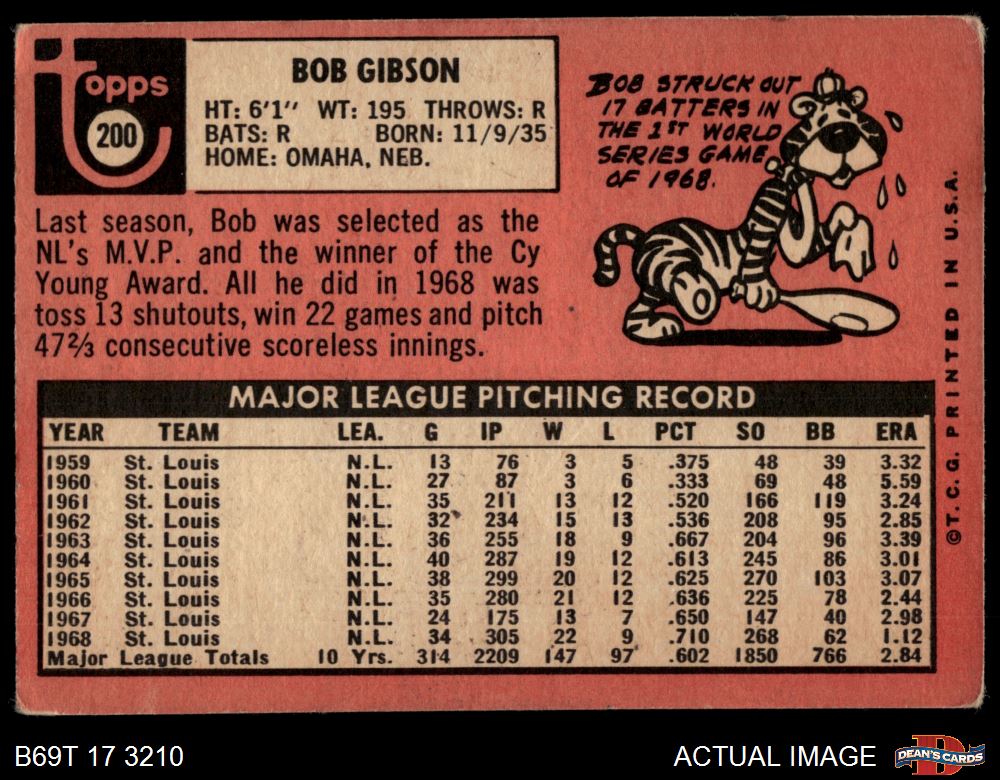 Topps
200
BOB GIBSON
HT: 6'1" WT: 195 THROWS: R
BATS: R BORN: 11/9/35
HOME: OMAHA, NEB.
BOB STRUCK OUT
17 BATTERS IN
THE 1ST WORLD
SERIES GAME
OF 1968.
Last season, Bob was selected as the
NL's M.V.P. and the winner of the Cy
Young Award. All he did in 1968 was
toss 13 shutouts, win 22 games and pitch
47⅔ consecutive scoreless innings.
MAJOR LEAGUE PITCHING RECORD
YEAR TEAM LEA. G IP W L PCT SO BB ERA
1959 St. Louis N.L. 13 76 3 5 .375 48 39 3.32
1960 St. Louis N.L. 27 87 3 6 .333 69 48 5.59
1961 St. Louis N.L. 35 211 13 12 .520 166 119 3.24
1962 St. Louis N.L. 32 234 15 13 .536 208 95 2.85
1963 St. Louis N.L. 36 255 18 9 .667 204 96 3.39
1964 St. Louis N.L. 40 287 19 12 .613 245 86 3.01
1965 St. Louis N.L. 38 299 20 12 .625 270 103 3.07
1966 St. Louis N.L. 35 280 21 12 .636 225 78 2.44
1967 St. Louis N.L. 24 175 13 7 .650 147 40 2.98
1968 St. Louis N.L. 34 305 22 9 .710 268 62 1.12
Major League Totals 10 Yrs. 314 2209 147 97 .602 1850 766 2.84
©T. C. G. PRINTED IN U.S.A.
B69T 17 3210
ACTUAL IMAGE
D
DEAN'S CARDS